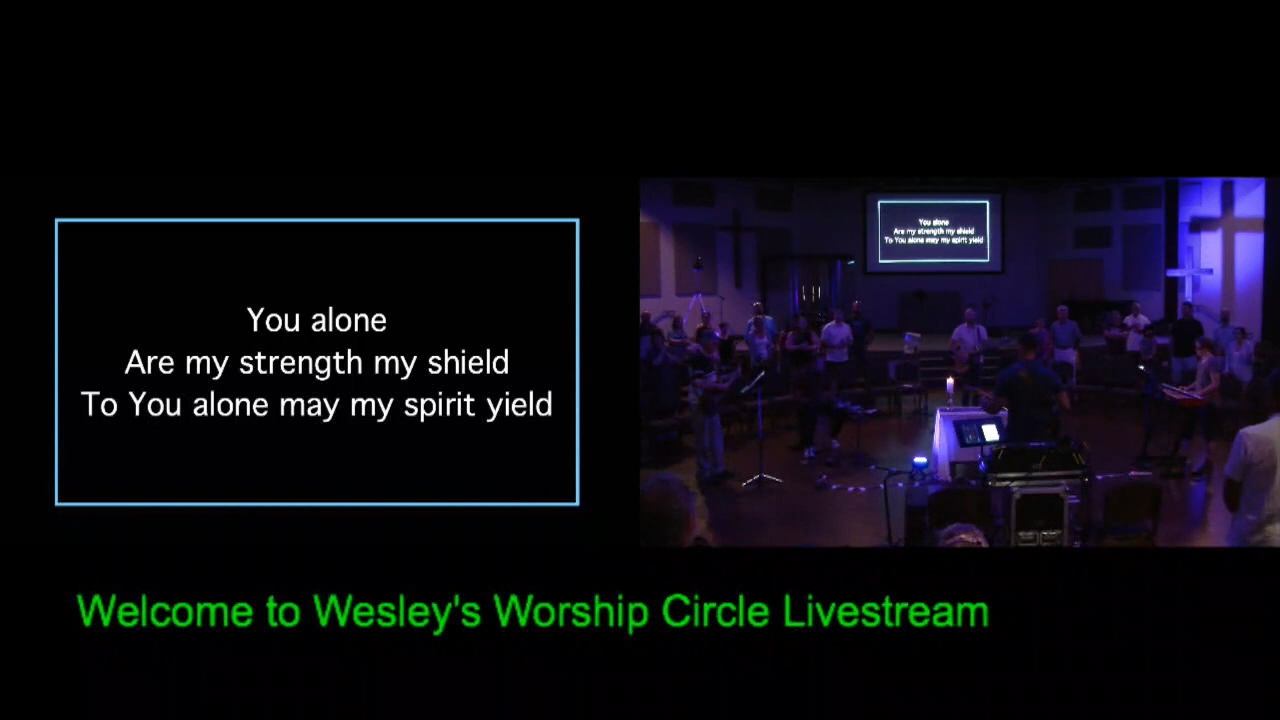 You alone
Are my strength my shield
To You alone may my spirit yield
You alone
Are my strength my shield
To You alone may my spirit yield
Welcome to Wesley's Worship Circle Livestream